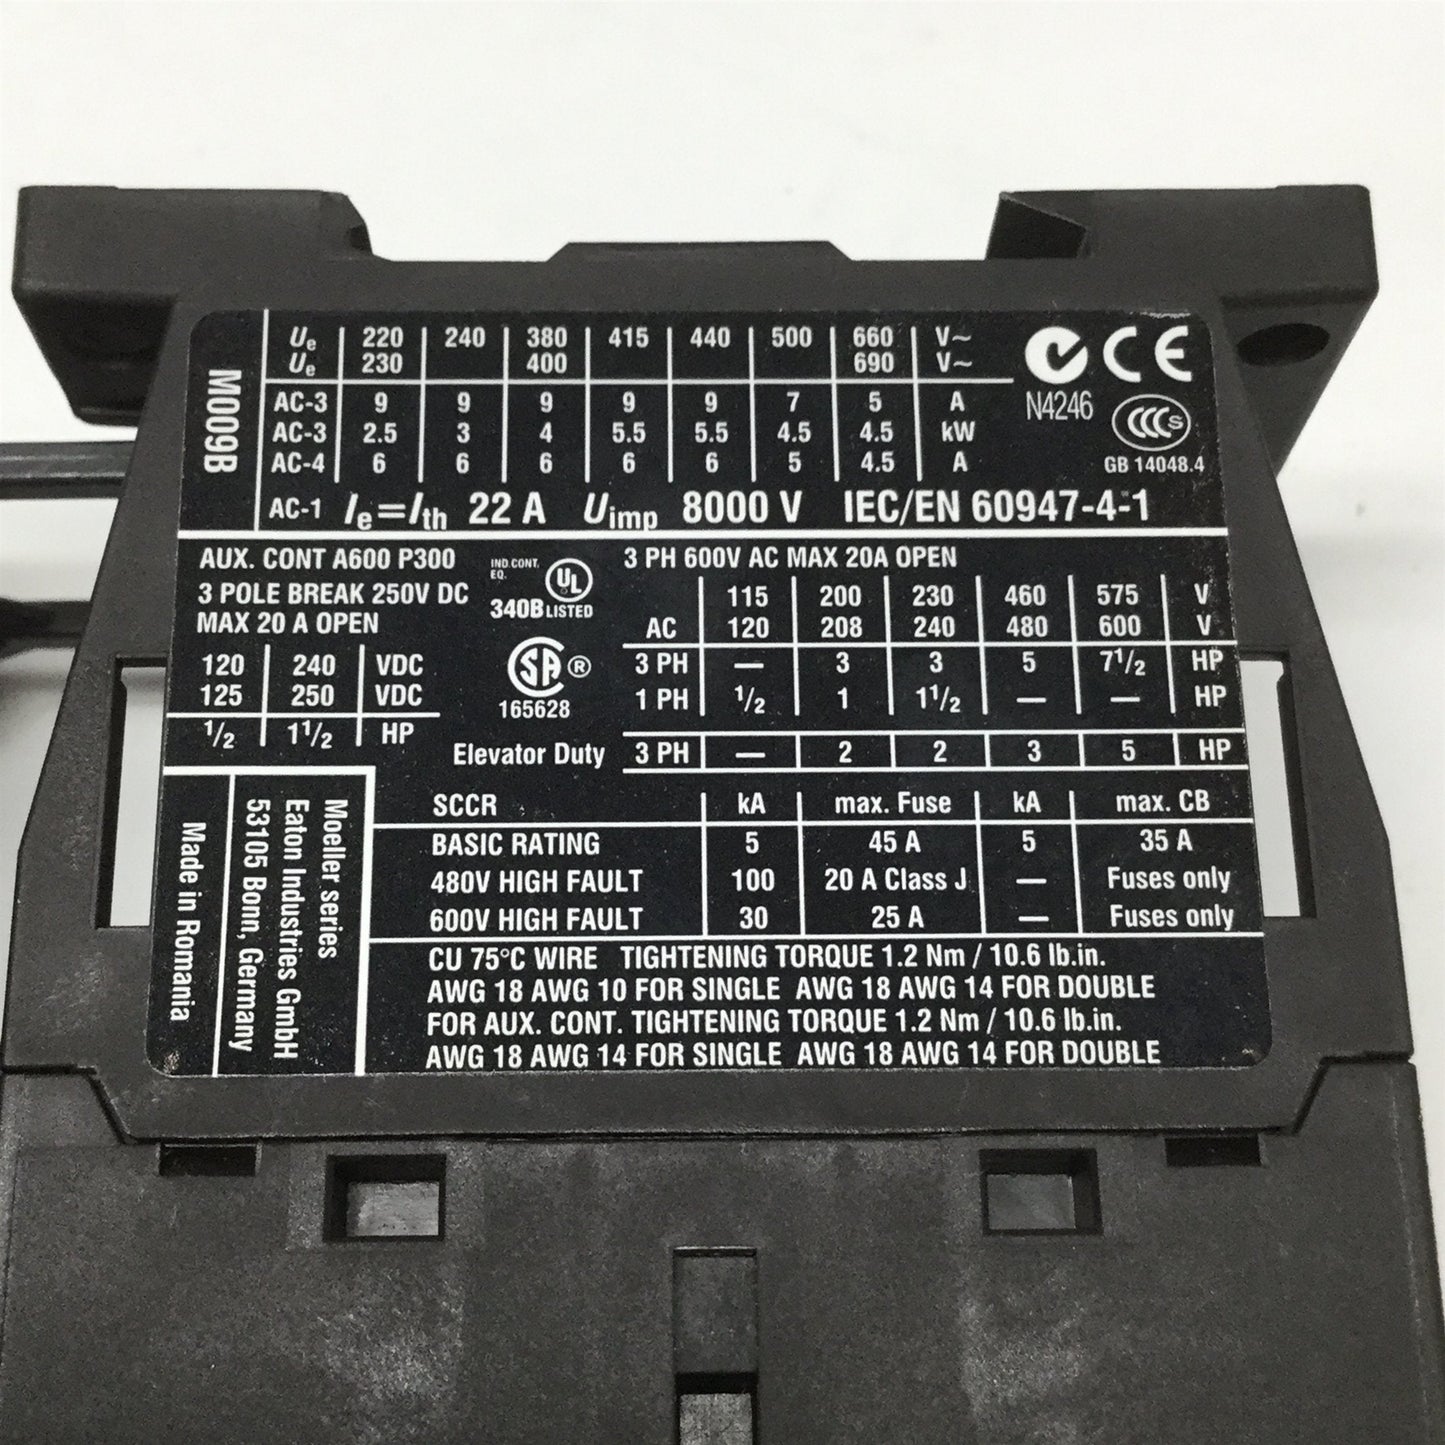 M009B
Ue 220 240 380 415 440 500 660 V~
Ue 230 400 690 V~
AC-3 9 9 9 9 9 7 5 A
AC-3 2.5 3 4 5.5 5.5 4.5 4.5 kW
AC-4 6 6 6 6 6 5 4.5 A
AC-1 Ie=Ith 22 A Uimp 8000 V IEC/EN 60947-4-1
CE
N4246
CCC S
GB 14048.4
AUX. CONT A600 P300
3 POLE BREAK 250V DC
MAX 20 A OPEN
120 240 VDC
125 250 VDC
1/2 1 1/2 HP
IND.CONT.
EQ.
UL
340B LISTED
SA ®
165628
3 PH 600V AC MAX 20A OPEN
115 200 230 460 575 V
AC 120 208 240 480 600 V
3 PH — 3 3 5 7 1/2 HP
1 PH 1/2 1 1 1/2 — — HP
Elevator Duty 3 PH — 2 2 3 5 HP
Moeller series
Eaton Industries GmbH
53105 Bonn, Germany
Made in Romania
SCCR kA max. Fuse kA max. CB
BASIC RATING 5 45 A 5 35 A
480V HIGH FAULT 100 20 A Class J — Fuses only
600V HIGH FAULT 30 25 A — Fuses only
CU 75°C WIRE TIGHTENING TORQUE 1.2 Nm / 10.6 lb.in.
AWG 18 AWG 10 FOR SINGLE AWG 18 AWG 14 FOR DOUBLE
FOR AUX. CONT. TIGHTENING TORQUE 1.2 Nm / 10.6 lb.in.
AWG 18 AWG 14 FOR SINGLE AWG 18 AWG 14 FOR DOUBLE